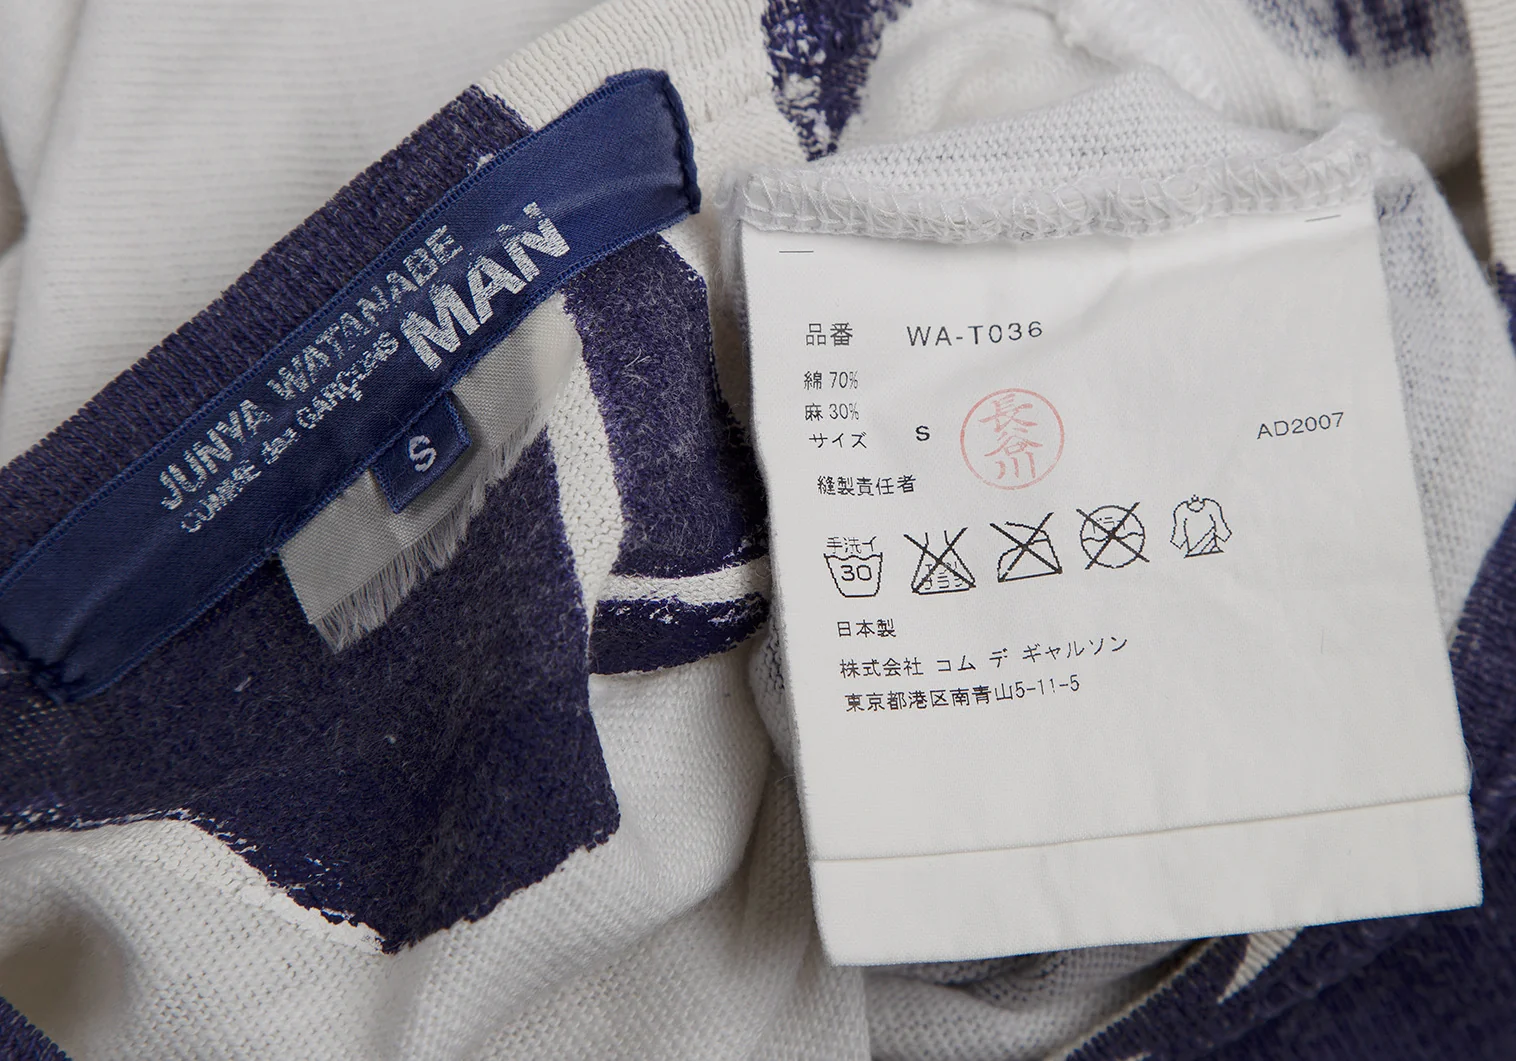 JUNYA WATANABE
COMME des GARÇONS MAN
S
品番 WA-T036
綿 70%
麻 30%
サイズ S
長谷川
AD2007
縫製責任者
手洗イ
30
日本製
株式会社 コム デ ギャルソン
東京都港区南青山5-11-5